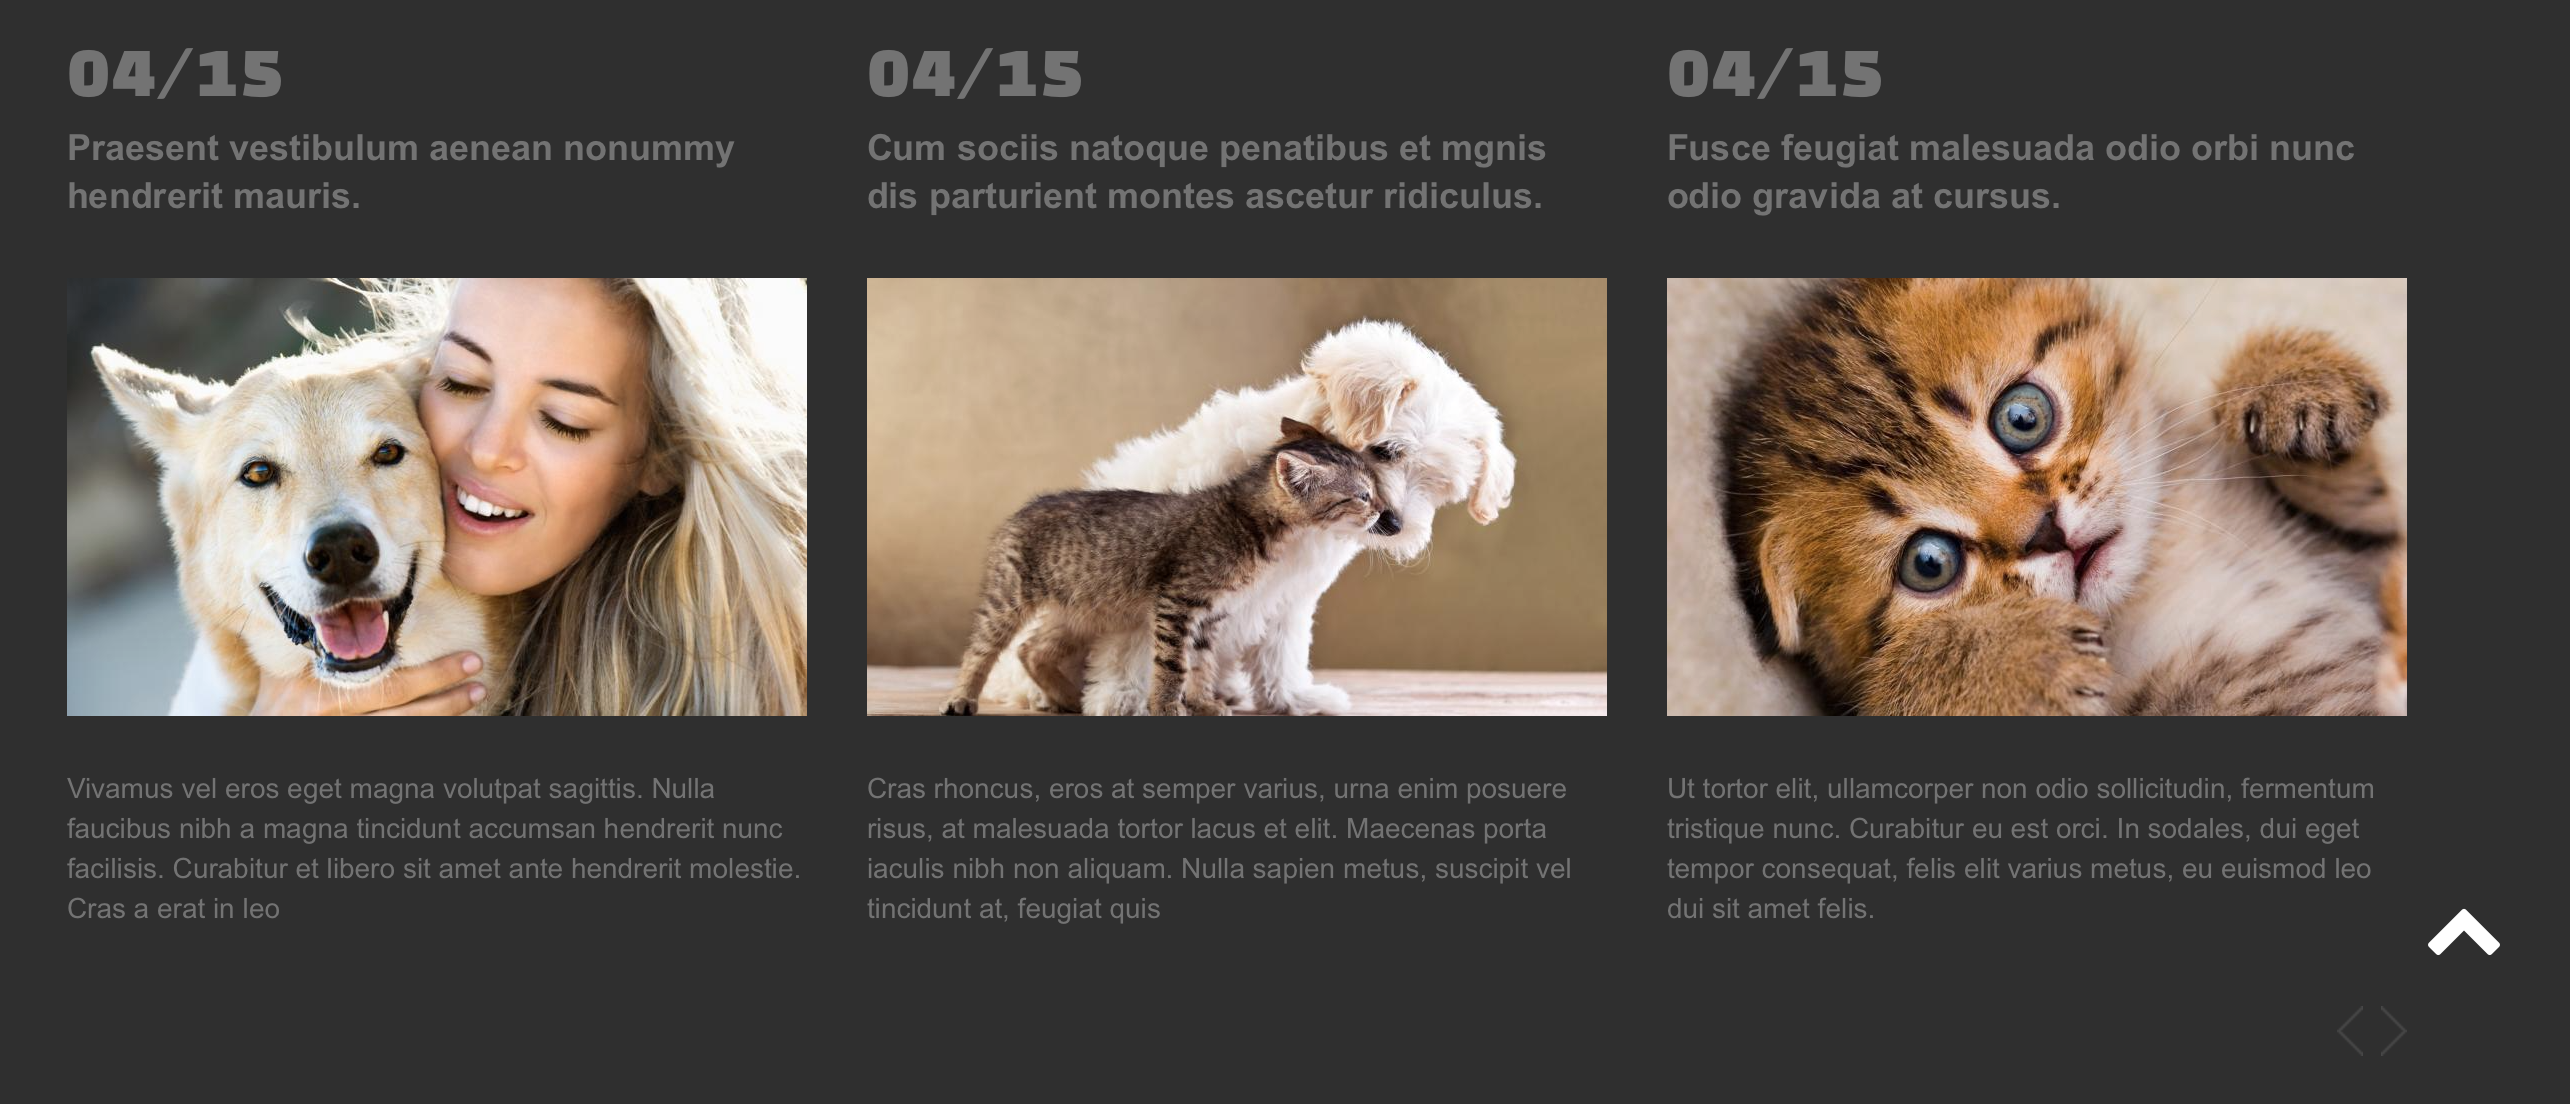 04/15
Praesent vestibulum aenean nonummy
hendrerit mauris.
Vivamus vel eros eget magna volutpat sagittis. Nulla
faucibus nibh a magna tincidunt accumsan hendrerit nunc
facilisis. Curabitur et libero sit amet ante hendrerit molestie.
Cras a erat in leo
04/15
Cum sociis natoque penatibus et mgnis
dis parturient montes ascetur ridiculus.
Cras rhoncus, eros at semper varius, urna enim posuere
risus, at malesuada tortor lacus et elit. Maecenas porta
iaculis nibh non aliquam. Nulla sapien metus, suscipit vel
tincidunt at, feugiat quis
04/15
Fusce feugiat malesuada odio orbi nunc
odio gravida at cursus.
Ut tortor elit, ullamcorper non odio sollicitudin, fermentum
tristique nunc. Curabitur eu est orci. In sodales, dui eget
tempor consequat, felis elit varius metus, eu euismod leo
dui sit amet felis.